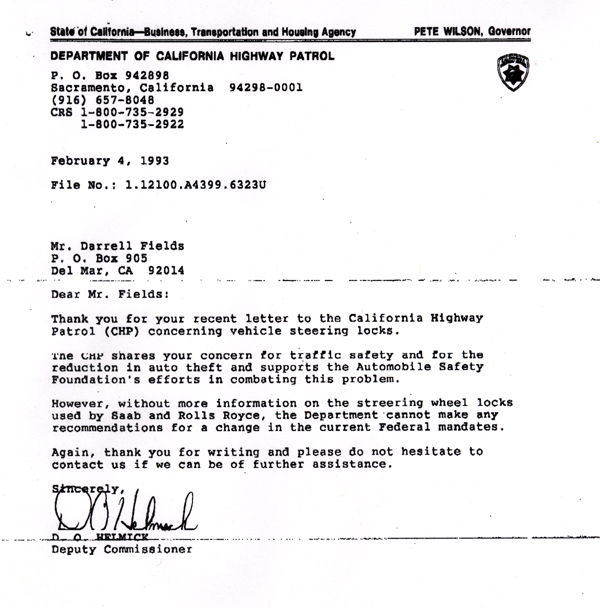 State of California—Business, Transportation and Housing Agency PETE WILSON, Governor
DEPARTMENT OF CALIFORNIA HIGHWAY PATROL
P. O. Box 942898
Sacramento, California 94298-0001
(916) 657-8048
CRS 1-800-735-2929
1-800-735-2922
February 4, 1993
File No.: 1.12100.A4399.6323U
Mr. Darrell Fields
P. O. Box 905
Del Mar, CA 92014
Dear Mr. Fields:
Thank you for your recent letter to the California Highway
Patrol (CHP) concerning vehicle steering locks.
The CHP shares your concern for traffic safety and for the
reduction in auto theft and supports the Automobile Safety
Foundation's efforts in combating this problem.
However, without more information on the streering wheel locks
used by Saab and Rolls Royce, the Department cannot make any
recommendations for a change in the current Federal mandates.
Again, thank you for writing and please do not hesitate to
contact us if we can be of further assistance.
Sincerely,
D O Helmick
D. O. HELMICK
Deputy Commissioner